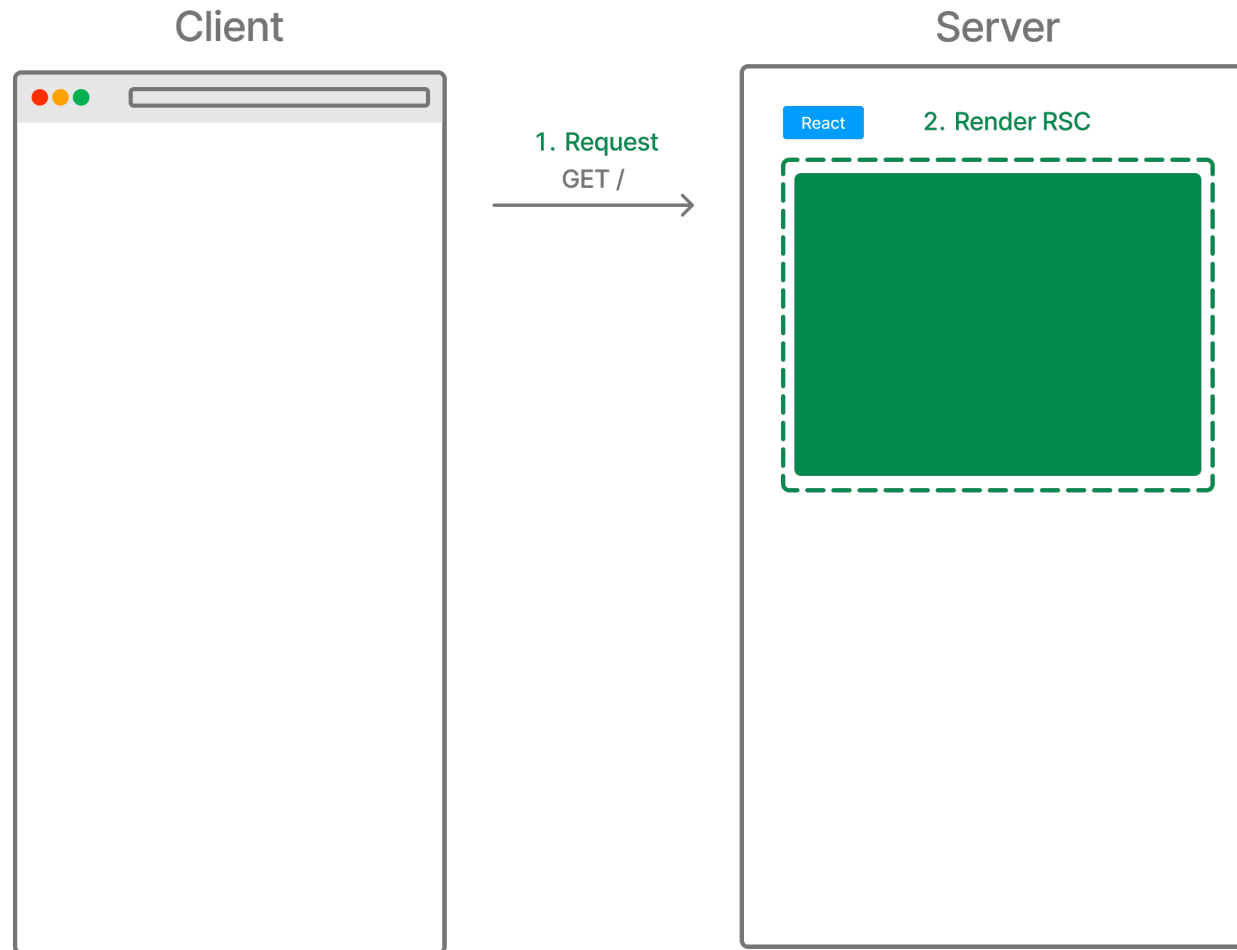 Client
Server
1. Request
GET /
React
2. Render RSC